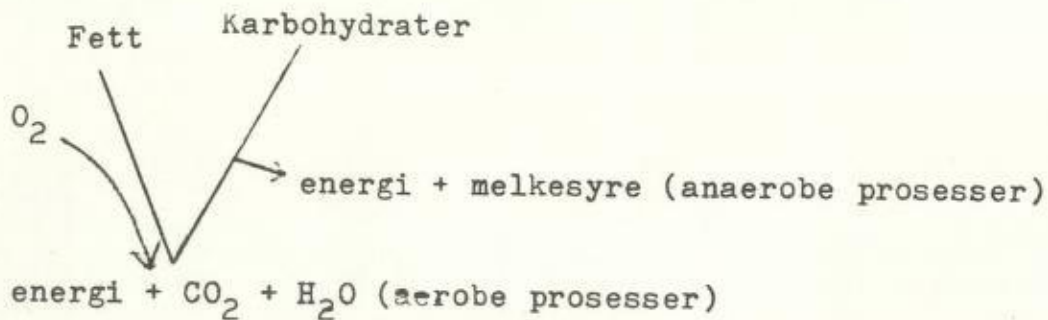 Fett
Karbohydrater
O2
energi + melkesyre (anaerobe prosesser)
energi + CO2 + H2O (aerobe prosesser)